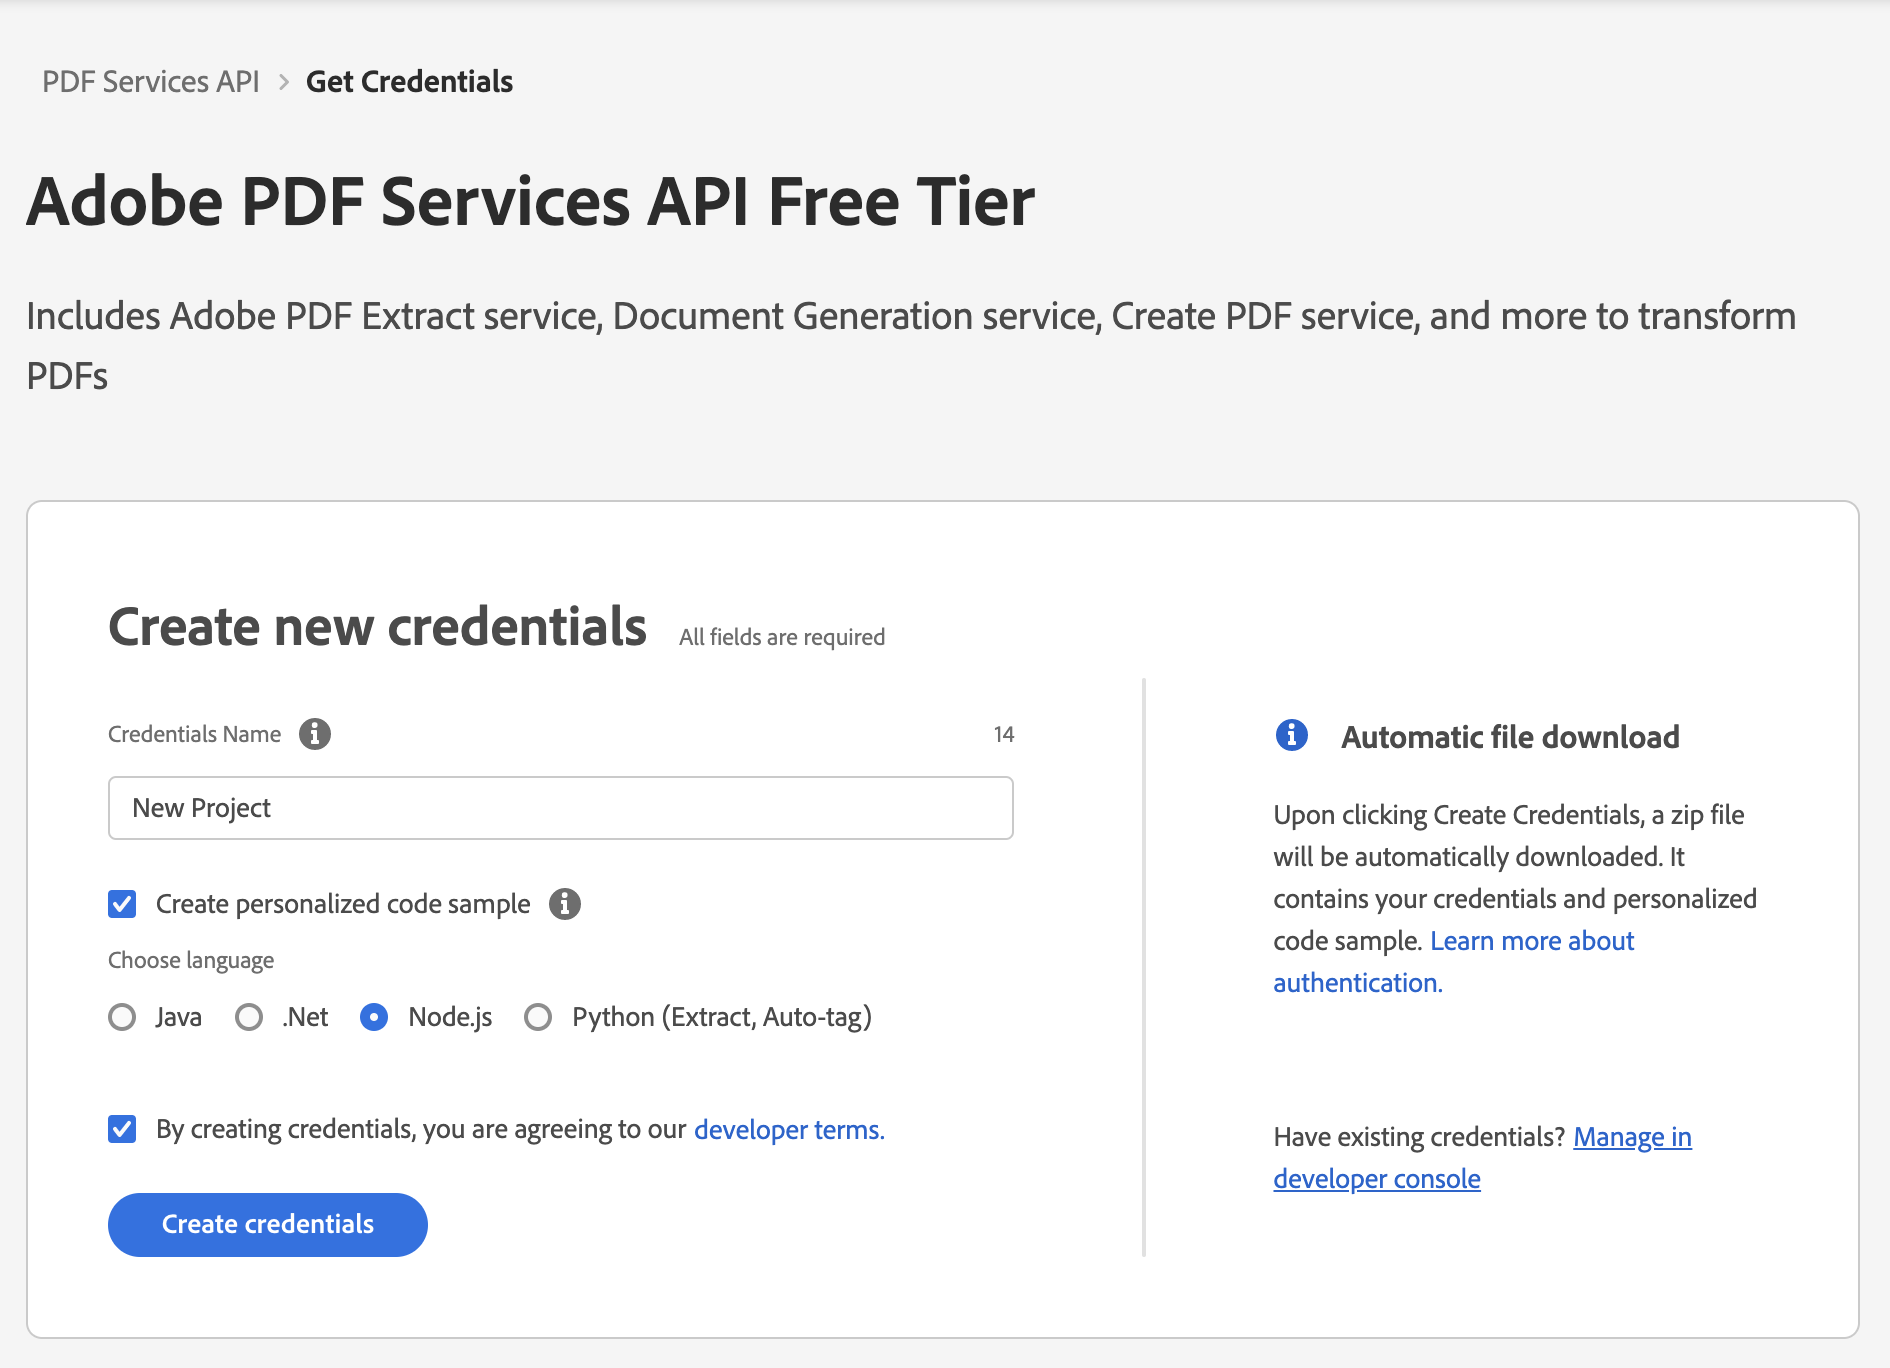 PDF Services API > Get Credentials
Adobe PDF Services API Free Tier
Includes Adobe PDF Extract service, Document Generation service, Create PDF service, and more to transform
PDFs
Create new credentials All fields are required
Credentials Name 14
New Project
Create personalized code sample
Choose language
Java .Net Node.js Python (Extract, Auto-tag)
By creating credentials, you are agreeing to our developer terms.
Create credentials
Automatic file download
Upon clicking Create Credentials, a zip file
will be automatically downloaded. It
contains your credentials and personalized
code sample. Learn more about
authentication.
Have existing credentials? Manage in
developer console